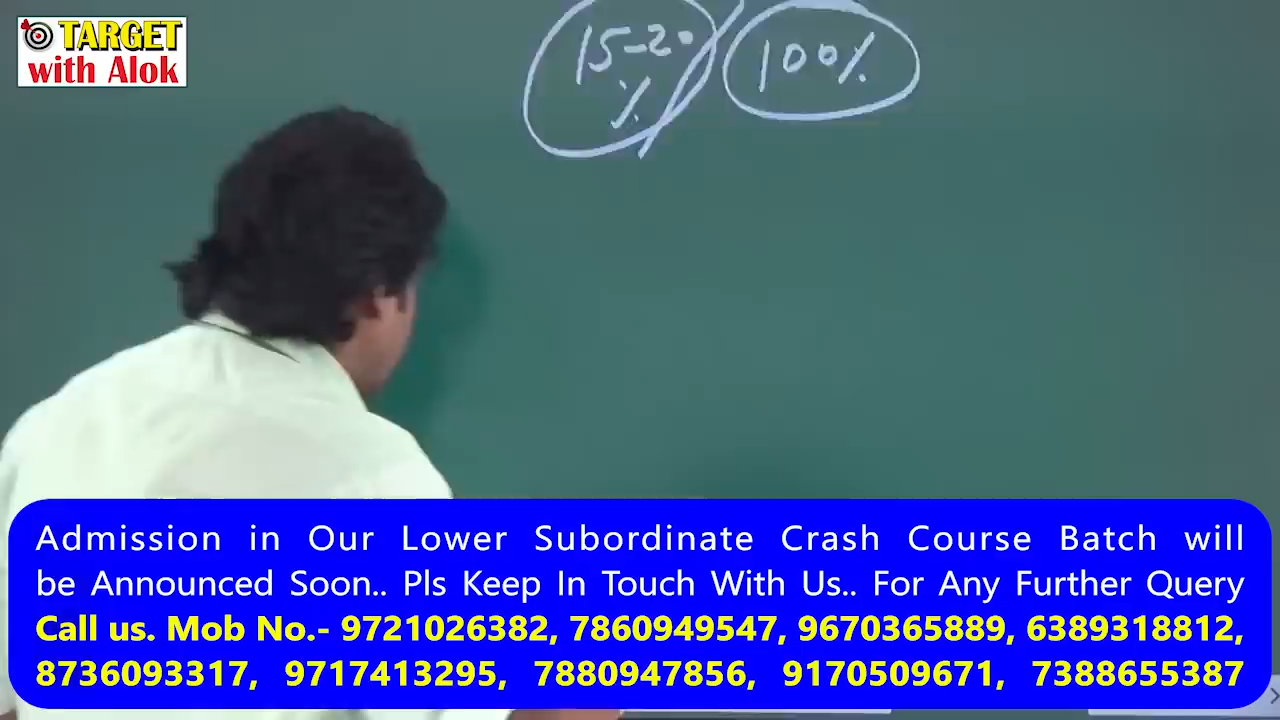 TARGET
with Alok
15-20
%
100%
Admission in Our Lower Subordinate Crash Course Batch will
be Announced Soon.. Pls Keep In Touch With Us.. For Any Further Query
Call us. Mob No.- 9721026382, 7860949547, 9670365889, 6389318812,
8736093317, 9717413295, 7880947856, 9170509671, 7388655387